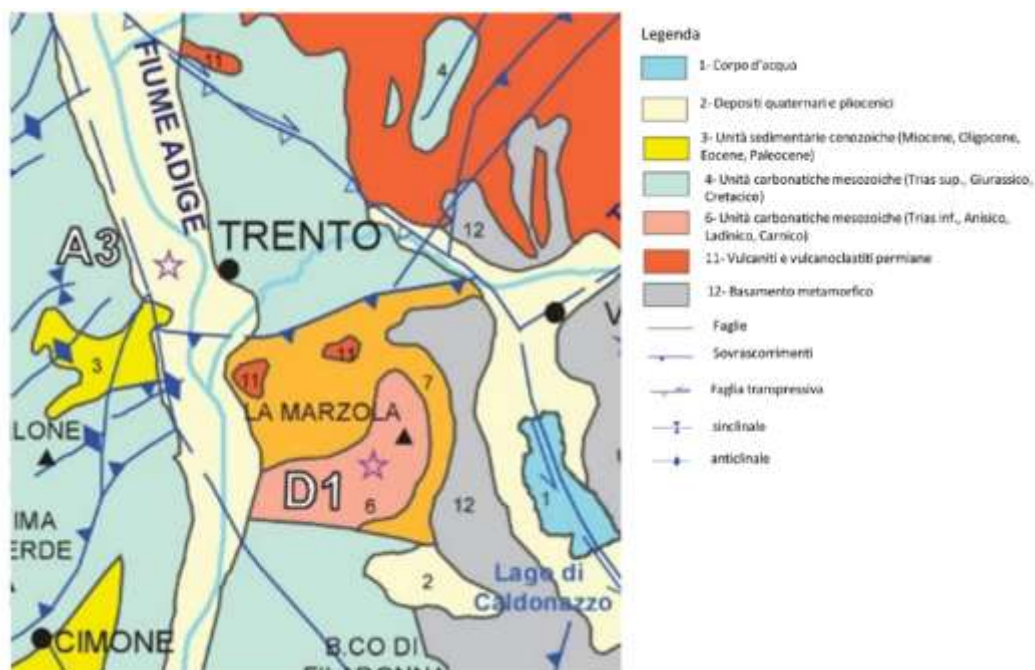 FIUME ADIGE
11
4
A3
TRENTO
12
3
11
11
7
LA MARZOLA
LONE
D1
6
12
1
IMA
ERDE
2
Lago di
Caldonazzo
CIMONE
B.CO DI
Legenda
1- Corpo d'acqua
2- Depositi quaternari e pliocenici
3- Unità sedimentarie cenozoiche (Miocene, Oligocene,
Eocene, Paleocene)
4- Unità carbonatiche mesozoiche (Trias sup., Giurassico,
Cretacico)
6- Unità carbonatiche mesozoiche (Trias inf., Anisico,
Ladinico, Carnico)
11- Vulcaniti e vulcanoclastiti permiane
12- Basamento metamorfico
Faglie
Sovrascorrimenti
Faglia transpressiva
sinclinale
anticlinale